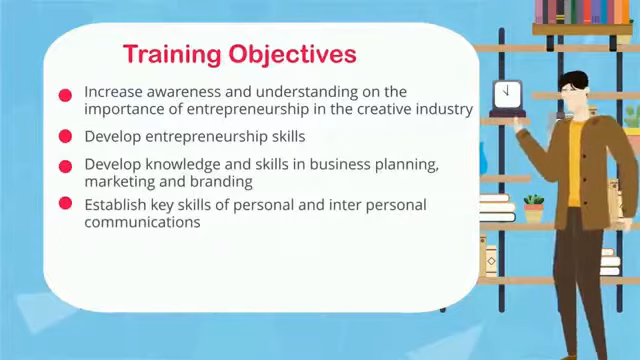 Training Objectives
Increase awareness and understanding on the
importance of entrepreneurship in the creative industry
Develop entrepreneurship skills
Develop knowledge and skills in business planning,
marketing and branding
Establish key skills of personal and inter personal
communications